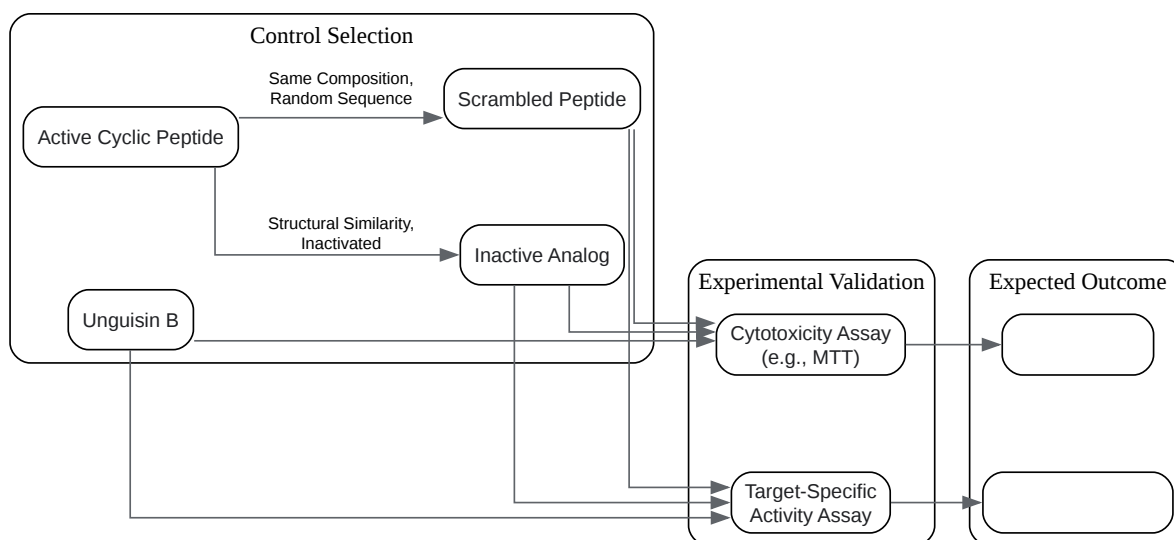 Control Selection
Same Composition,
Random Sequence
Scrambled Peptide
Active Cyclic Peptide
Structural Similarity,
Inactivated
Inactive Analog
Unguisin B
Experimental Validation
Cytotoxicity Assay
(e.g., MTT)
Target-Specific
Activity Assay
Expected Outcome